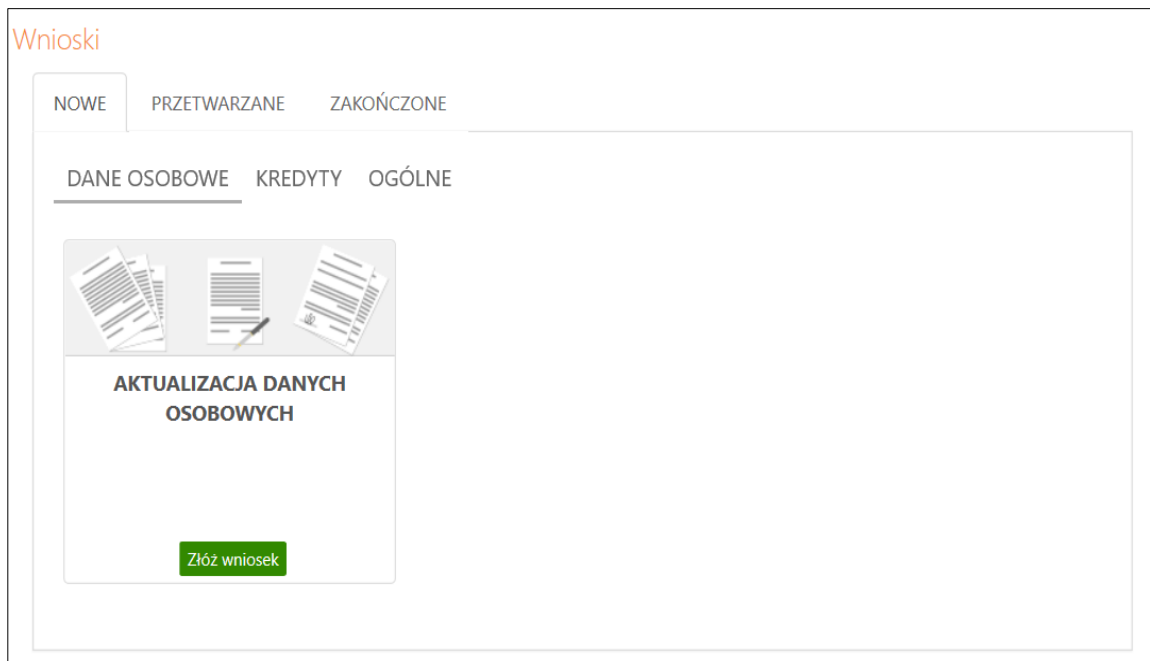 Wnioski
NOWE PRZETWARZANE ZAKOŃCZONE
DANE OSOBOWE KREDYTY OGÓLNE
AKTUALIZACJA DANYCH
OSOBOWYCH
Złóż wniosek